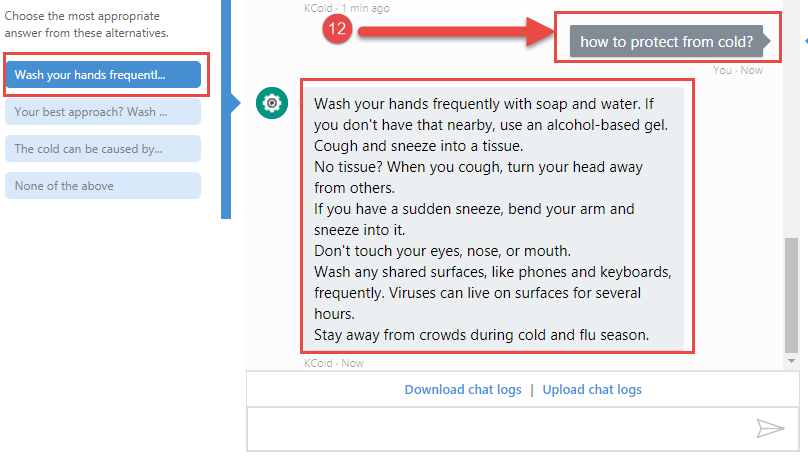 Choose the most appropriate
answer from these alternatives.
Wash your hands frequentl...
Your best approach? Wash ...
The cold can be caused by...
None of the above
KCold · 1 min ago
12
how to protect from cold?
You · Now
Wash your hands frequently with soap and water. If
you don't have that nearby, use an alcohol-based gel.
Cough and sneeze into a tissue.
No tissue? When you cough, turn your head away
from others.
If you have a sudden sneeze, bend your arm and
sneeze into it.
Don't touch your eyes, nose, or mouth.
Wash any shared surfaces, like phones and keyboards,
frequently. Viruses can live on surfaces for several
hours.
Stay away from crowds during cold and flu season.
KCold · Now
Download chat logs | Upload chat logs